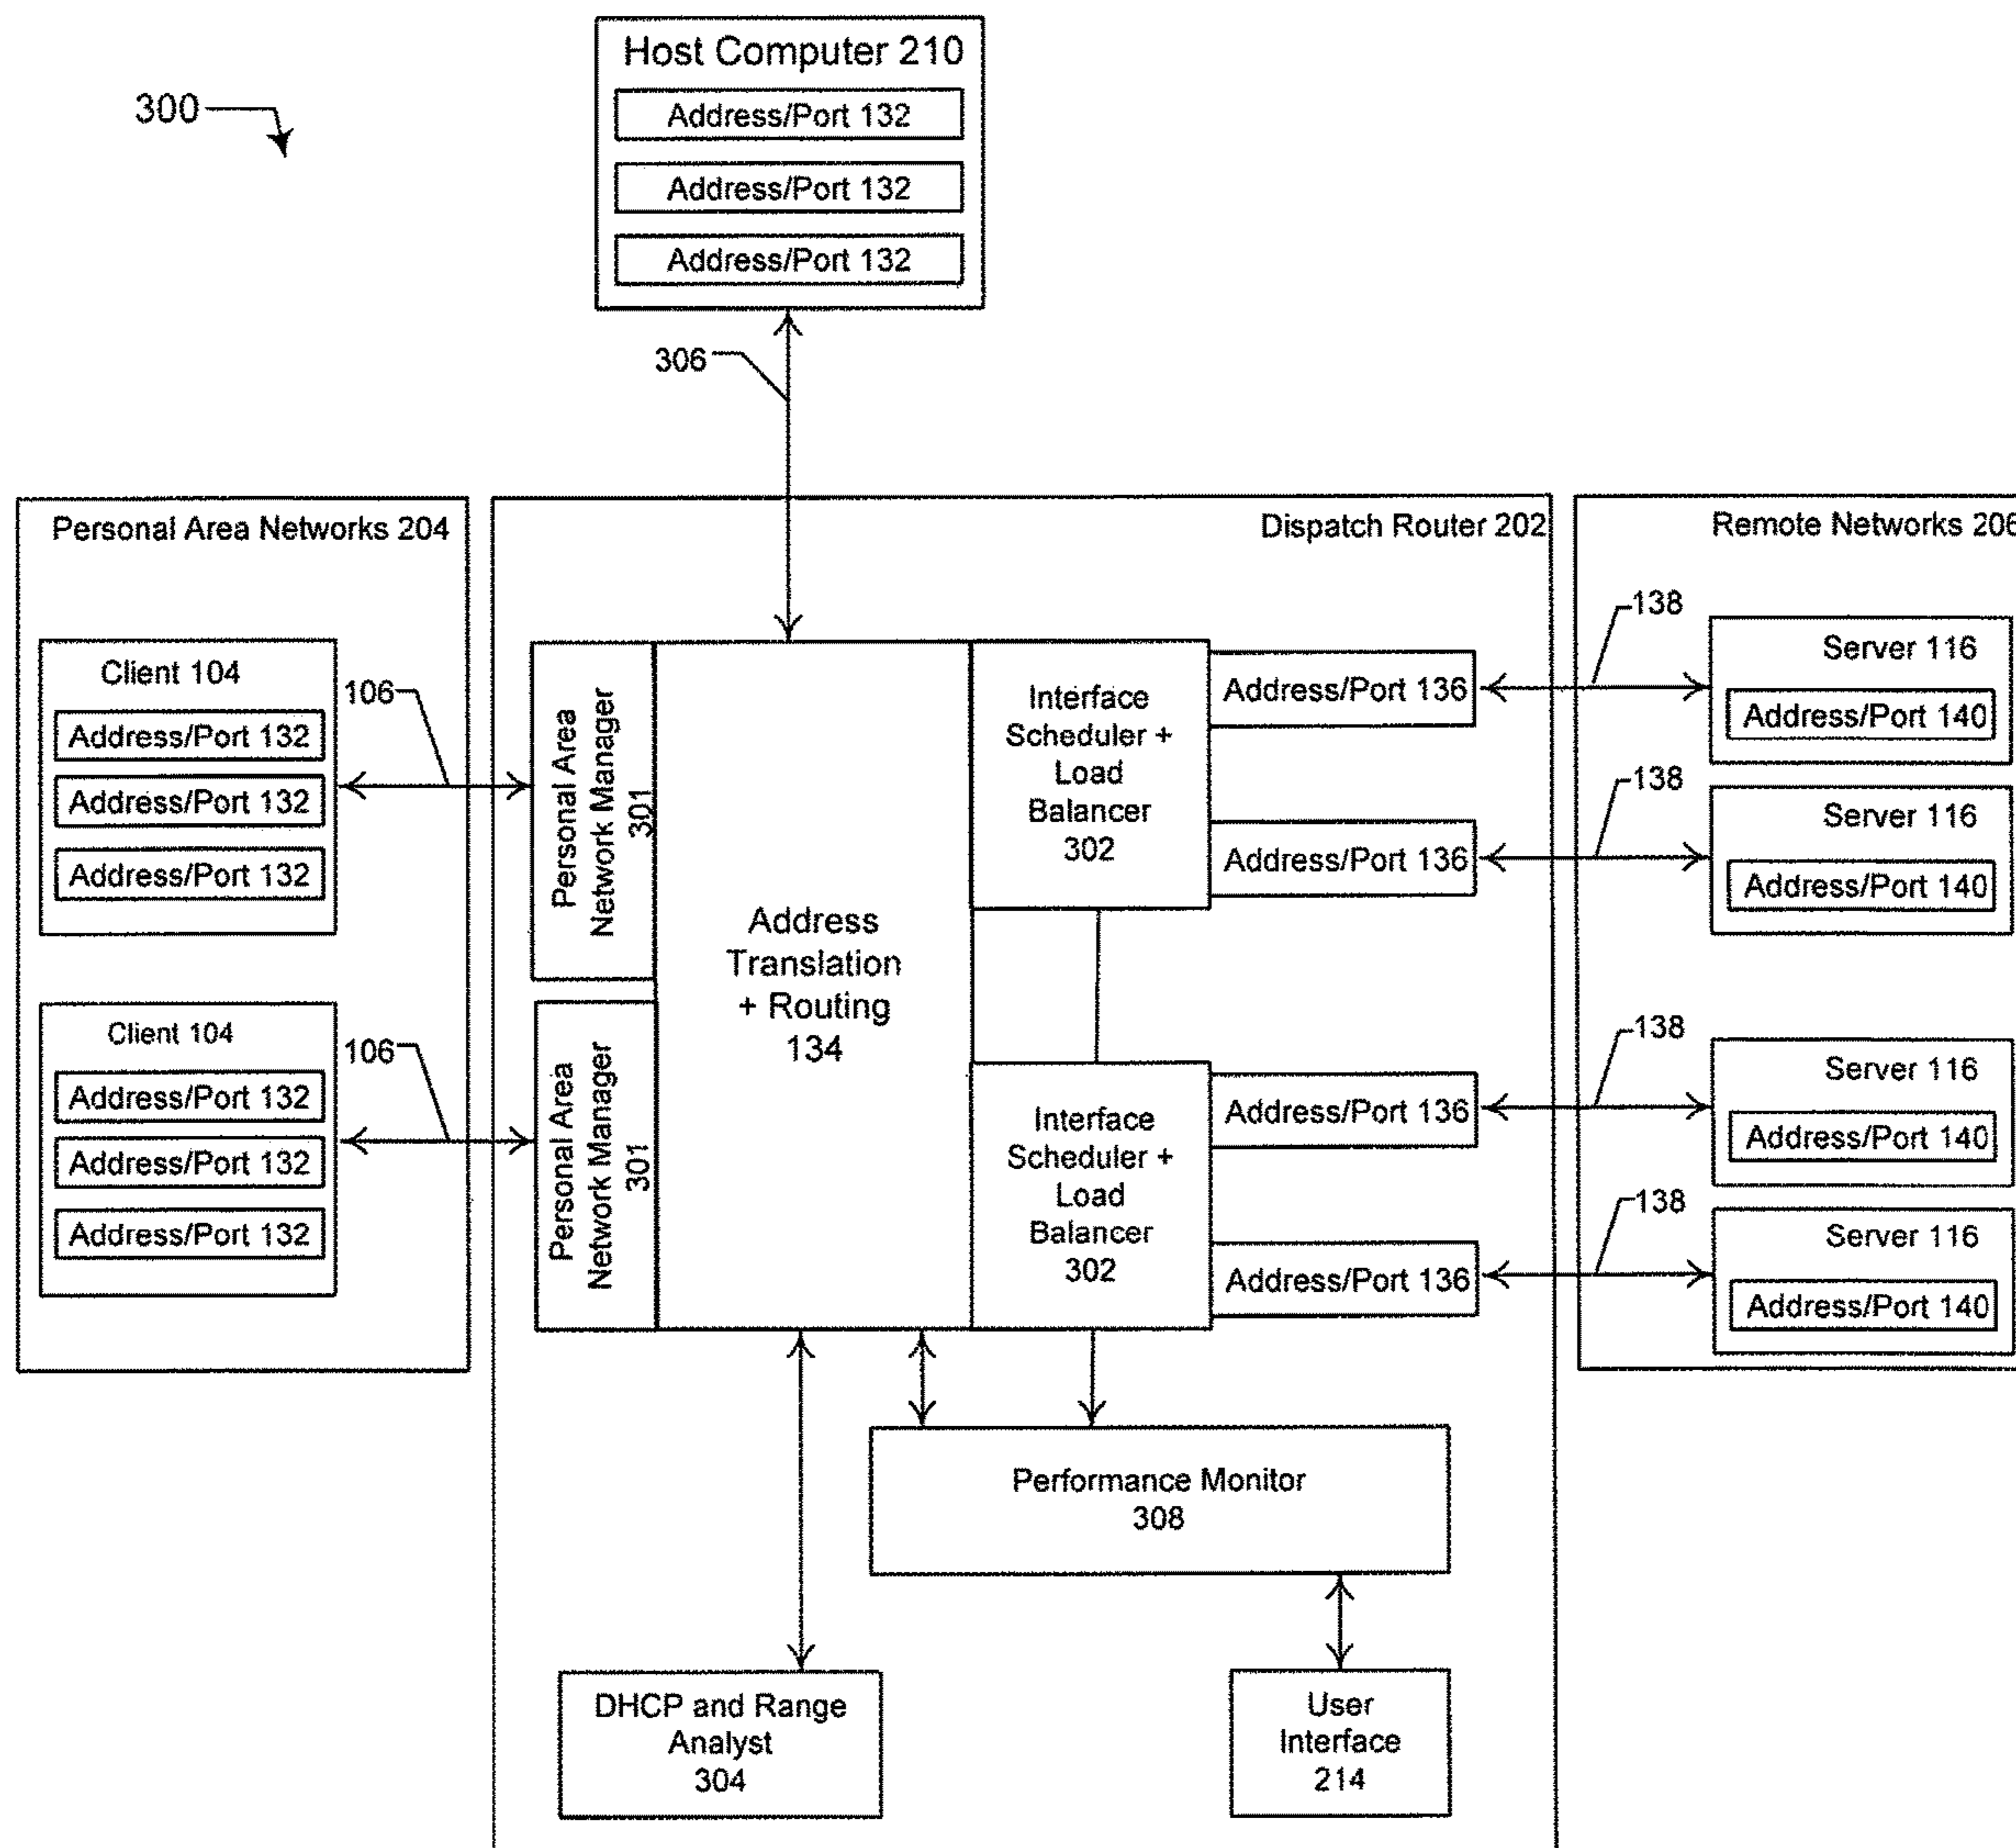 300
Host Computer 210
Address/Port 132
Address/Port 132
Address/Port 132
306
Personal Area Networks 204
Client 104
Address/Port 132
Address/Port 132
Address/Port 132
106
Client 104
Address/Port 132
Address/Port 132
Address/Port 132
106
Dispatch Router 202
Personal Area
Network Manager
301
Personal Area
Network Manager
301
Address
Translation
+ Routing
134
Interface
Scheduler +
Load
Balancer
302
Address/Port 136
Address/Port 136
Interface
Scheduler +
Load
Balancer
302
Address/Port 136
Address/Port 136
Performance Monitor
308
DHCP and Range
Analyst
304
User
Interface
214
Remote Networks 206
138
Server 116
Address/Port 140
138
Server 116
Address/Port 140
138
Server 116
Address/Port 140
138
Server 116
Address/Port 140